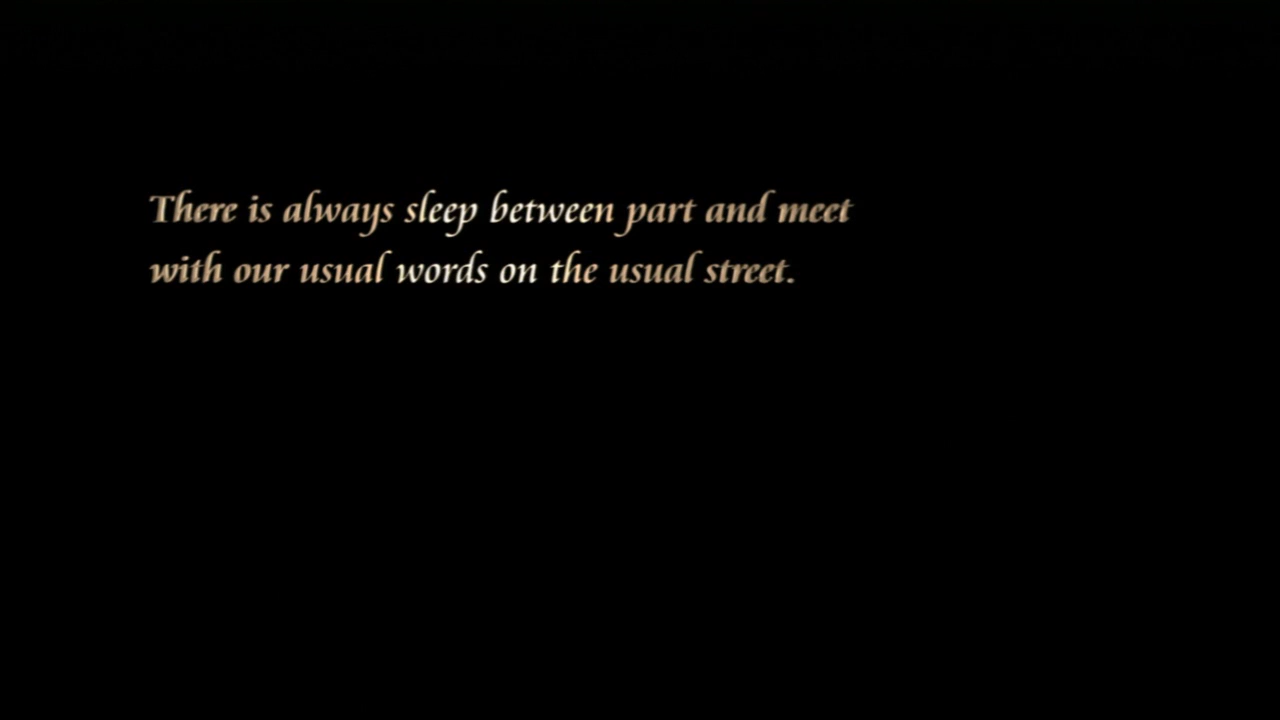 There is always sleep between part and meet
with our usual words on the usual street.